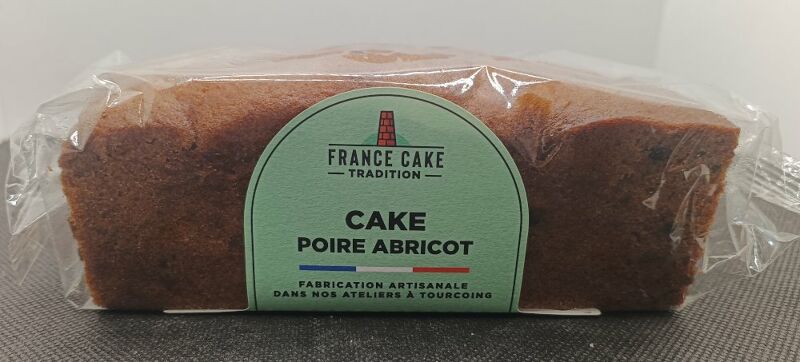 FRANCE CAKE
TRADITION
CAKE
POIRE ABRICOT
FABRICATION ARTISANALE
DANS NOS ATELIERS À TOURCOING